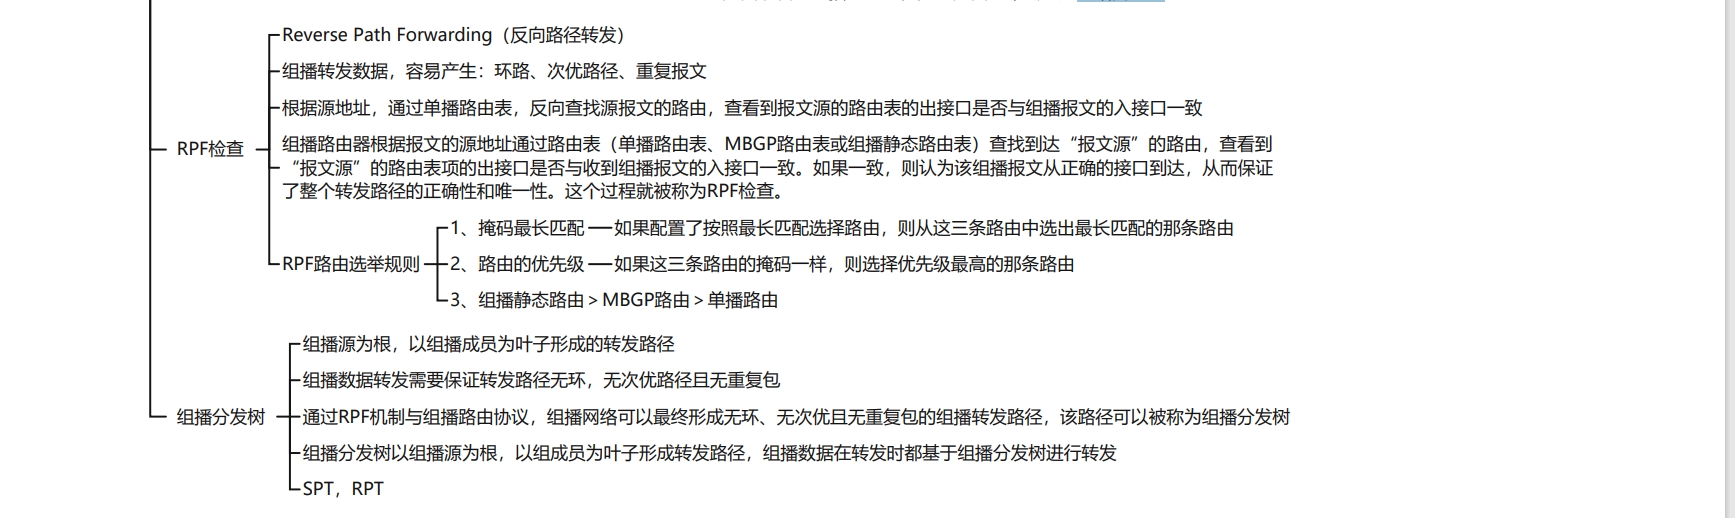 Reverse Path Forwarding（反向路径转发）
组播转发数据，容易产生：环路、次优路径、重复报文
根据源地址，通过单播路由表，反向查找源报文的路由，查看到报文源的路由表的出接口是否与组播报文的入接口一致
RPF检查
组播路由器根据报文的源地址通过路由表（单播路由表、MBGP路由表或组播静态路由表）查找到达“报文源”的路由，查看到
“报文源”的路由表项的出接口是否与收到组播报文的入接口一致。如果一致，则认为该组播报文从正确的接口到达，从而保证
了整个转发路径的正确性和唯一性。这个过程就被称为RPF检查。
RPF路由选举规则
1、掩码最长匹配
如果配置了按照最长匹配选择路由，则从这三条路由中选出最长匹配的那条路由
2、路由的优先级
如果这三条路由的掩码一样，则选择优先级最高的那条路由
3、组播静态路由 > MBGP路由 > 单播路由
组播分发树
组播源为根，以组播成员为叶子形成的转发路径
组播数据转发需要保证转发路径无环，无次优路径且无重复包
通过RPF机制与组播路由协议，组播网络可以最终形成无环、无次优且无重复包的组播转发路径，该路径可以被称为组播分发树
组播分发树以组播源为根，以组成员为叶子形成转发路径，组播数据在转发时都基于组播分发树进行转发
SPT，RPT